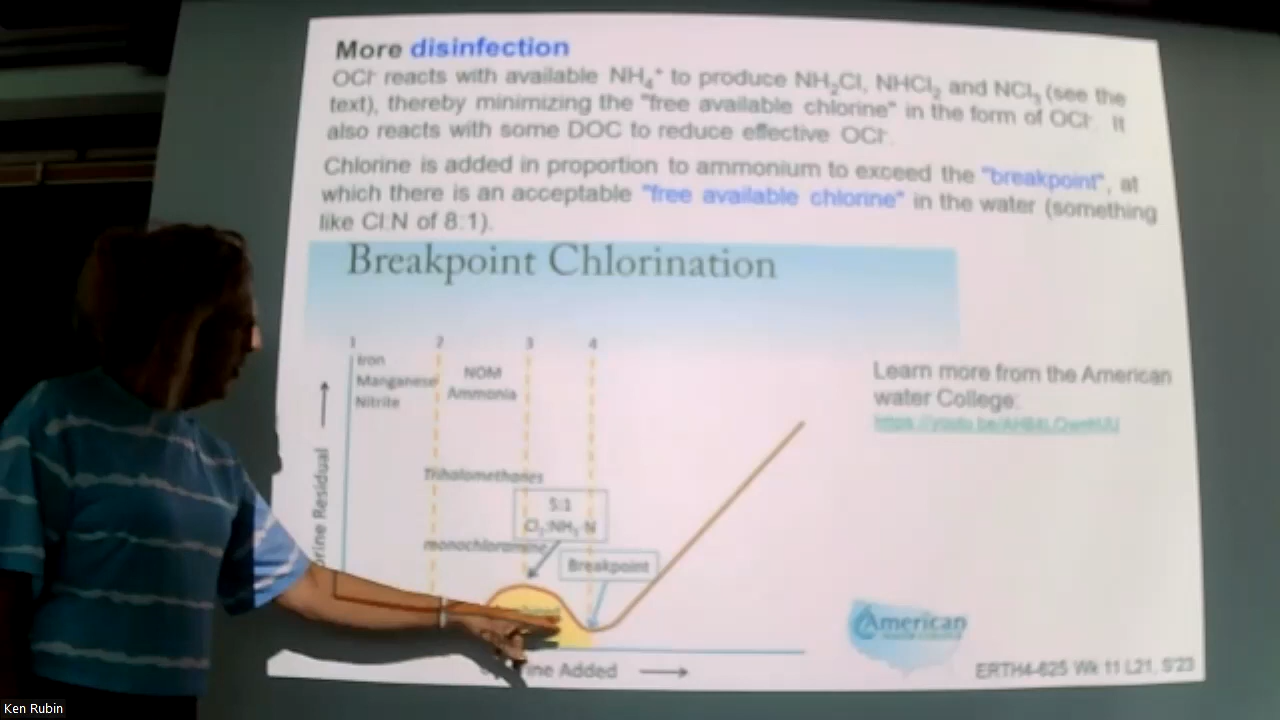 More disinfection
OCl⁻ reacts with available NH₄⁺ to produce NH₂Cl, NHCl₂ and NCl₃ (see the
text), thereby minimizing the "free available chlorine" in the form of OCl⁻. It
also reacts with some DOC to reduce effective OCl⁻.
Chlorine is added in proportion to ammonium to exceed the "breakpoint", at
which there is an acceptable "free available chlorine" in the water (something
like Cl:N of 8:1).
Breakpoint Chlorination
1 2 3 4
Iron
Manganese
Nitrite
NOM
Ammonia
Learn more from the American
water College:
Trihalomethanes
5:1
Cl₂:NH₃-N
monochloramine
Breakpoint
Residual
Added
American
ERTH4-625 Wk 11 L21, S'23
Ken Rubin